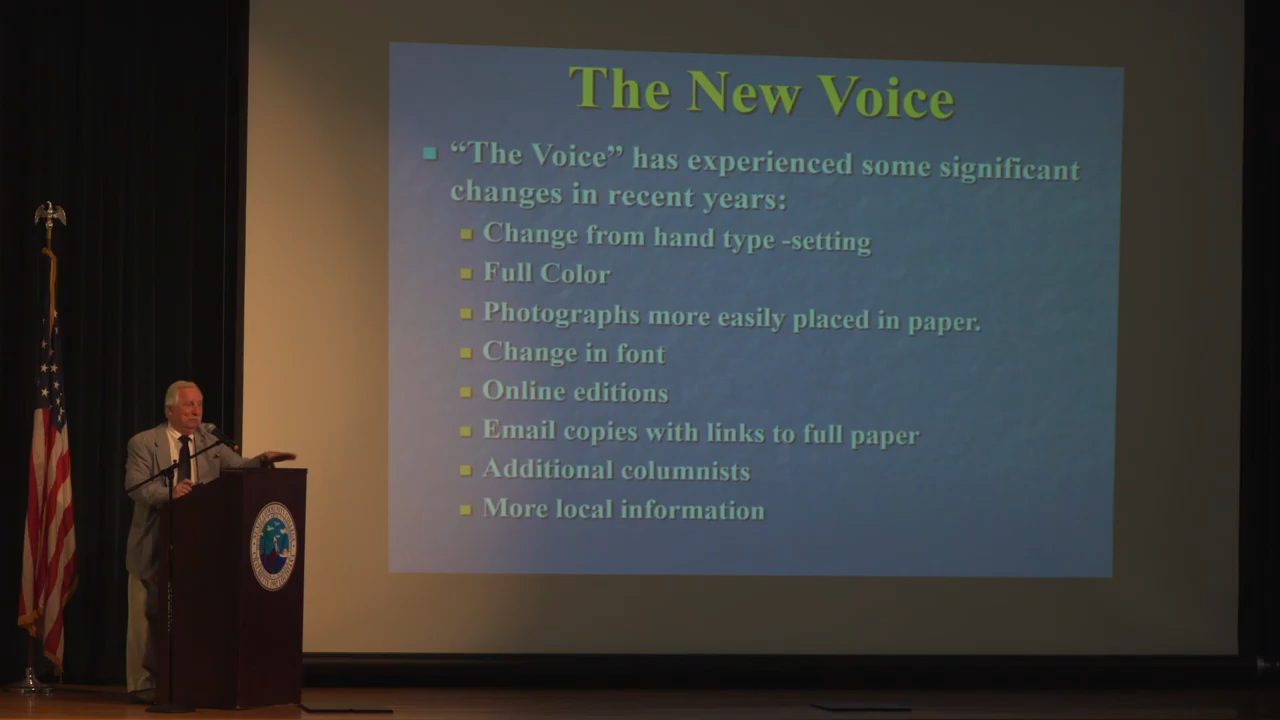 The New Voice
“The Voice” has experienced some significant
changes in recent years:
Change from hand type -setting
Full Color
Photographs more easily placed in paper.
Change in font
Online editions
Email copies with links to full paper
Additional columnists
More local information